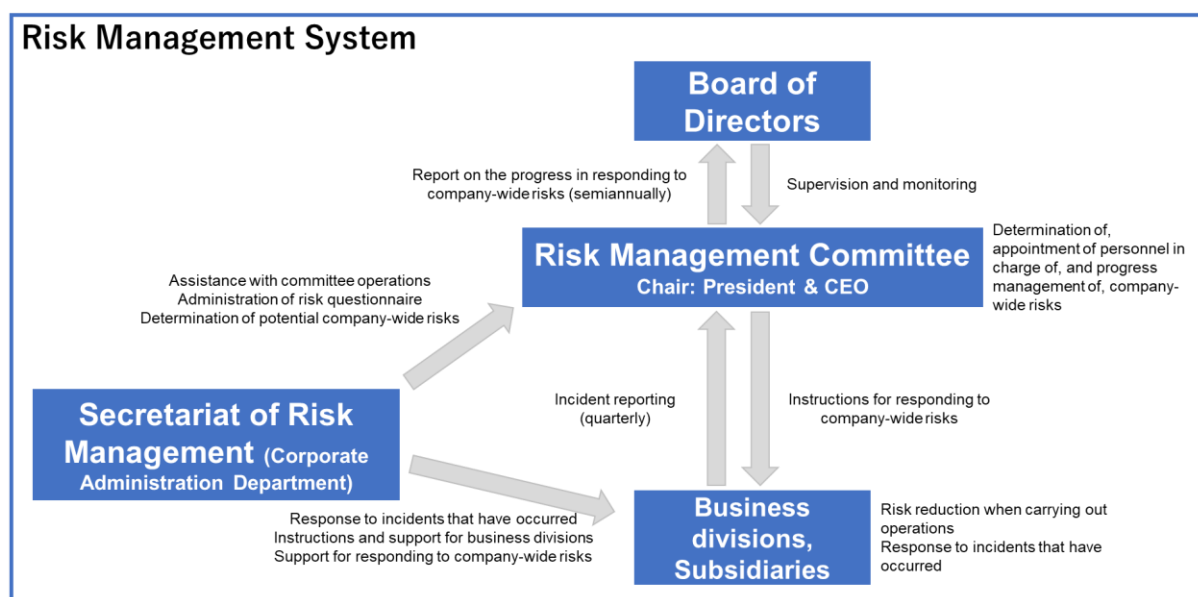 Risk Management System
Board of
Directors
Report on the progress in responding to
company-wide risks (semiannually)
Supervision and monitoring
Risk Management Committee
Chair: President & CEO
Determination of,
appointment of personnel in
charge of, and progress
management of, company-
wide risks
Assistance with committee operations
Administration of risk questionnaire
Determination of potential company-wide risks
Incident reporting
(quarterly)
Instructions for responding to
company-wide risks
Secretariat of Risk
Management (Corporate
Administration Department)
Response to incidents that have occurred
Instructions and support for business divisions
Support for responding to company-wide risks
Business
divisions,
Subsidiaries
Risk reduction when carrying out
operations
Response to incidents that have
occurred